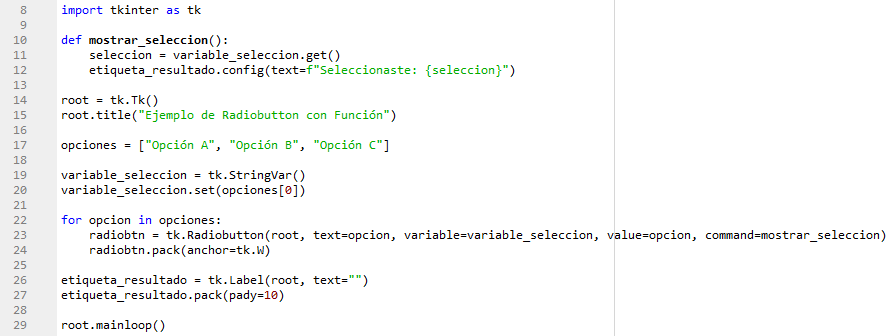 8 import tkinter as tk
9
10 def mostrar_seleccion():
11     seleccion = variable_seleccion.get()
12     etiqueta_resultado.config(text=f"Seleccionaste: {seleccion}")
13
14 root = tk.Tk()
15 root.title("Ejemplo de Radiobutton con Función")
16
17 opciones = ["Opción A", "Opción B", "Opción C"]
18
19 variable_seleccion = tk.StringVar()
20 variable_seleccion.set(opciones[0])
21
22 for opcion in opciones:
23     radiobtn = tk.Radiobutton(root, text=opcion, variable=variable_seleccion, value=opcion, command=mostrar_seleccion)
24     radiobtn.pack(anchor=tk.W)
25
26 etiqueta_resultado = tk.Label(root, text="")
27 etiqueta_resultado.pack(pady=10)
28
29 root.mainloop()